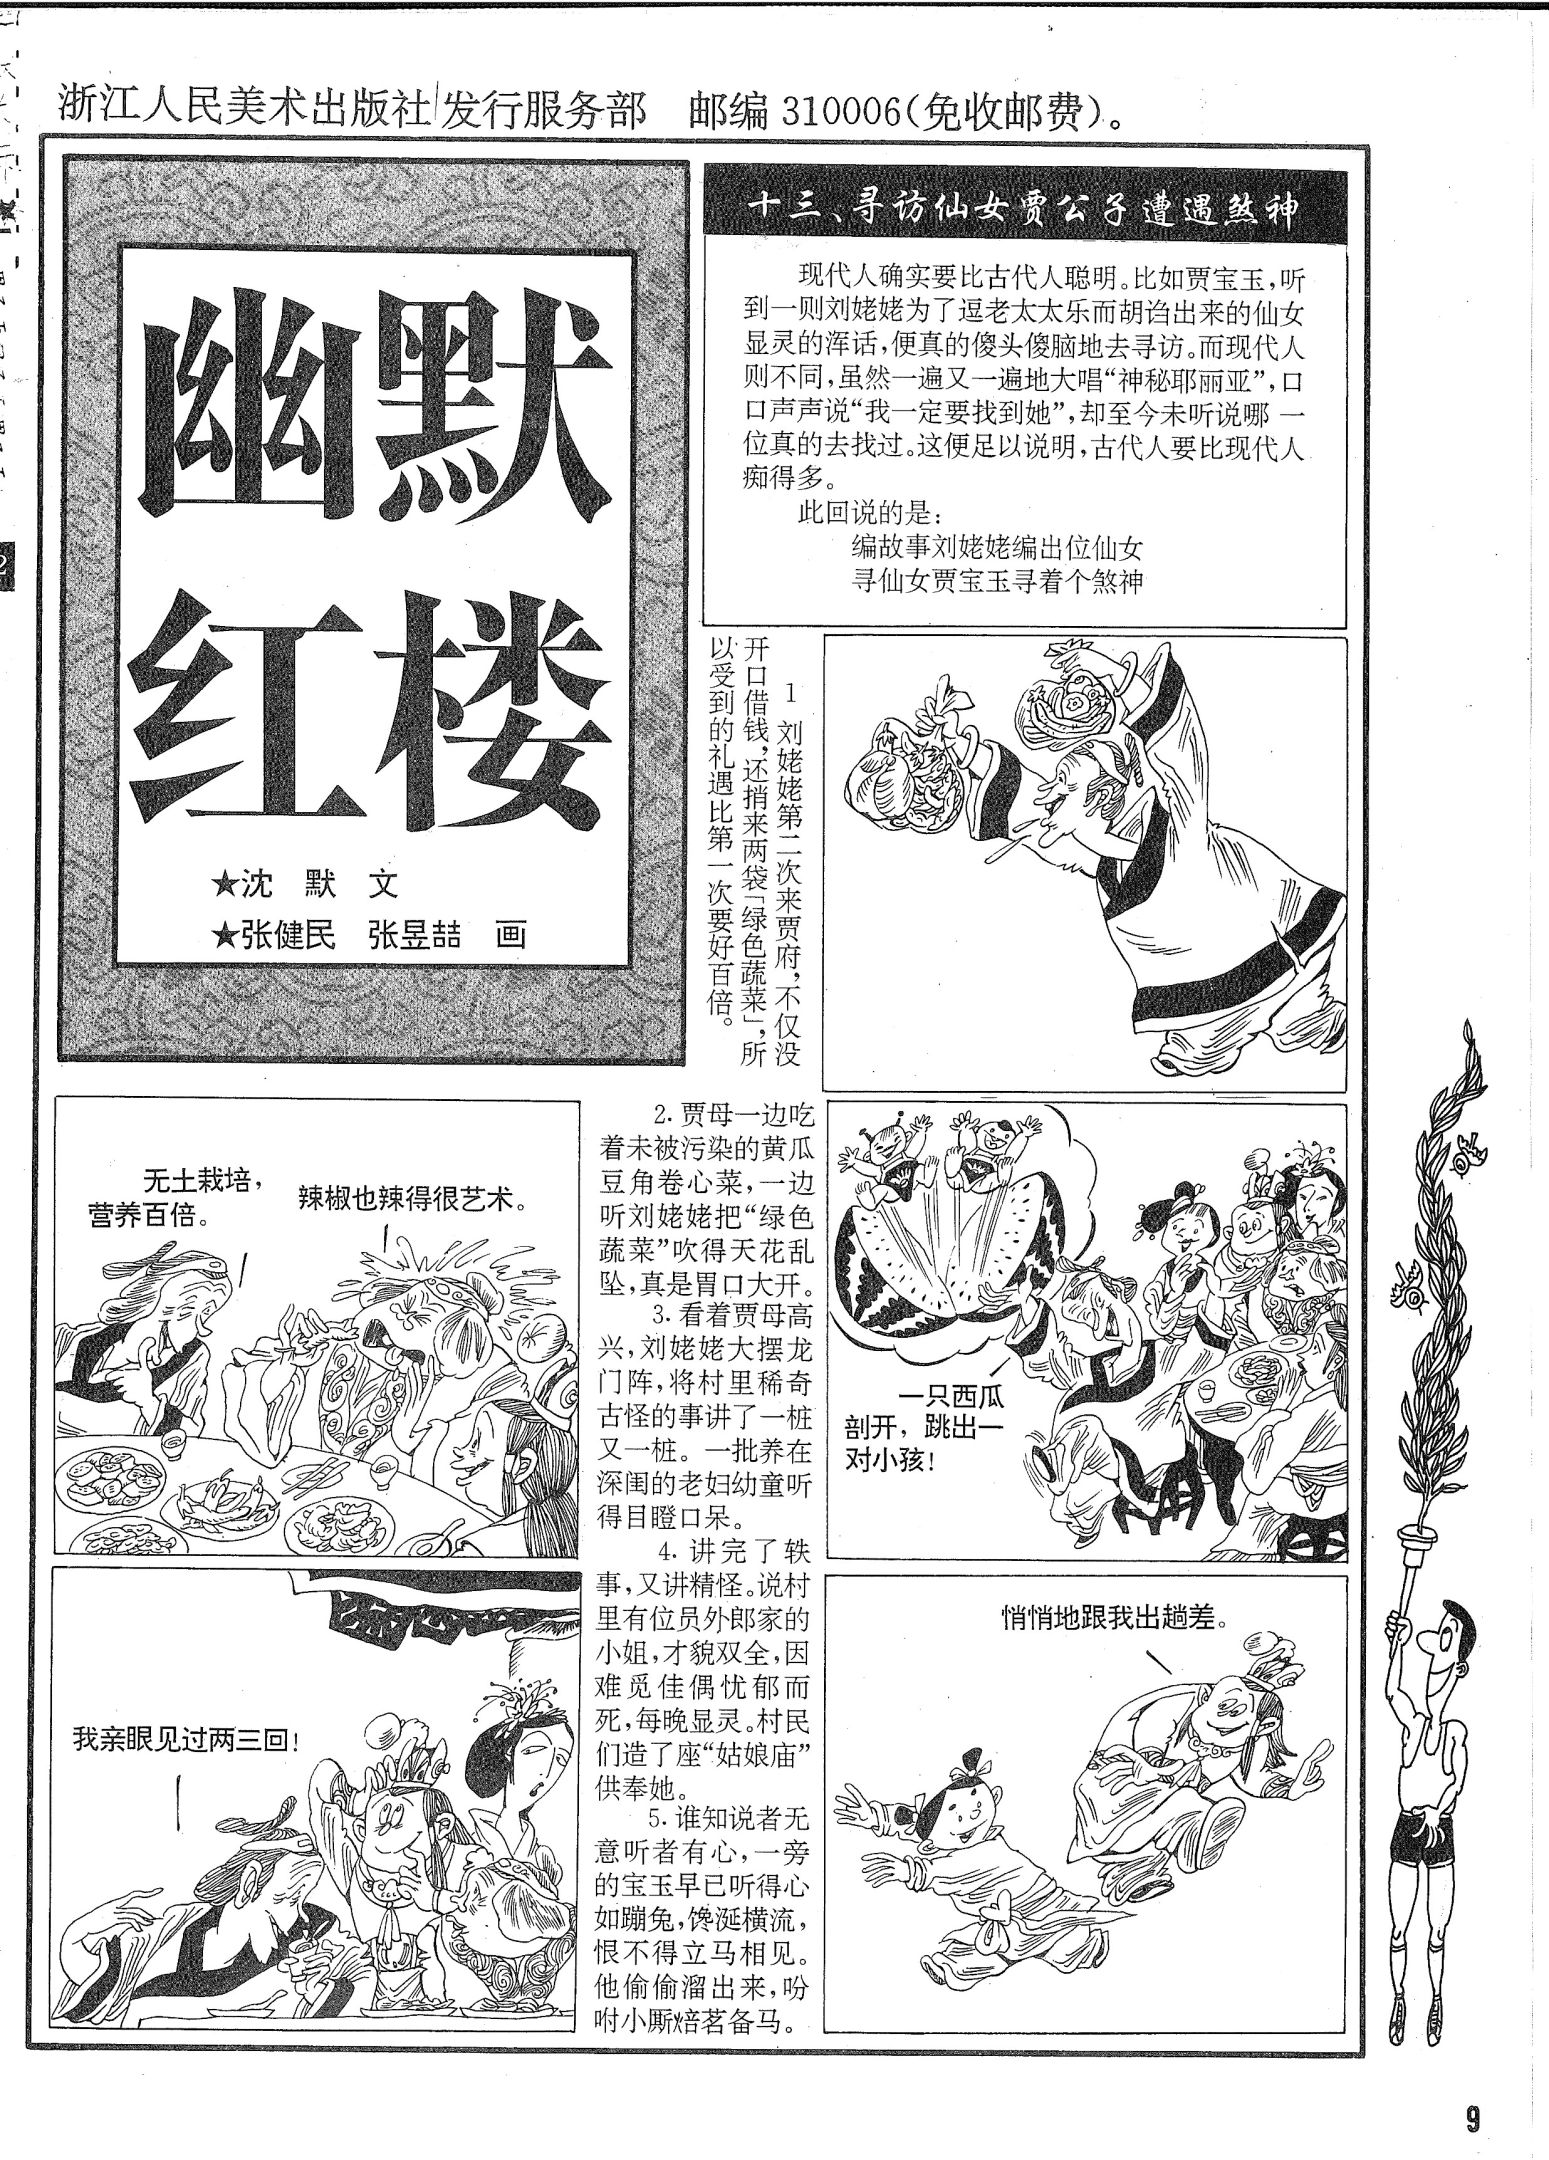 浙江人民美术出版社发行服务部 邮编310006(免收邮费)。
幽默
红楼
★沈 默 文
★张健民 张昱喆 画
十三、寻访仙女贾公子遭遇煞神
现代人确实要比古代人聪明。比如贾宝玉,听
到一则刘姥姥为了逗老太太乐而胡诌出来的仙女
显灵的浑话,便真的傻头傻脑地去寻访。而现代人
则不同,虽然一遍又一遍地大唱“神秘耶丽亚”,口
口声声说“我一定要找到她”,却至今未听说哪一
位真的去找过。这便足以说明,古代人要比现代人
痴得多。
此回说的是:
编故事刘姥姥编出位仙女
寻仙女贾宝玉寻着个煞神
1 刘姥姥第二次来贾府,不仅没
开口借钱,还捎来两袋「绿色蔬菜」,所
以受到的礼遇比第一次要好百倍。
无土栽培,
营养百倍。
辣椒也辣得很艺术。
2. 贾母一边吃
着未被污染的黄瓜
豆角卷心菜,一边
听刘姥姥把“绿色
蔬菜”吹得天花乱
坠,真是胃口大开。
3. 看着贾母高
兴,刘姥姥大摆龙
门阵,将村里稀奇
古怪的事讲了一桩
又一桩。一批养在
深闺的老妇幼童听
得目瞪口呆。
一只西瓜
剖开,跳出一
对小孩!
4. 讲完了轶
事,又讲精怪。说村
里有位员外郎家的
小姐,才貌双全,因
难觅佳偶忧郁而
死,每晚显灵。村民
们造了座“姑娘庙”
供奉她。
我亲眼见过两三回!
5. 谁知说者无
意听者有心,一旁
的宝玉早已听得心
如蹦兔,馋涎横流,
恨不得立马相见。
他偷偷溜出来,吩
咐小厮焙茗备马。
悄悄地跟我出趟差。
9